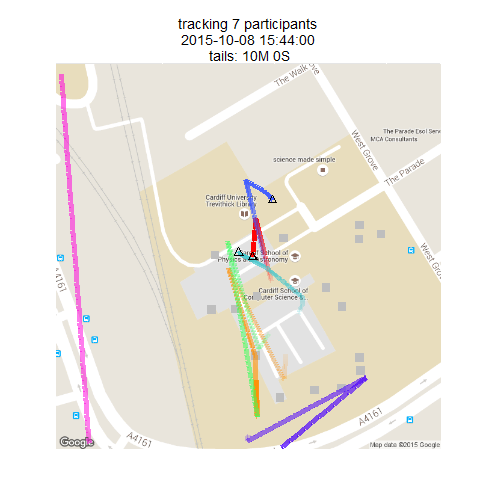 tracking 7 participants
2015-10-08 15:44:00
tails: 10M 0S
The Walk
West Grove
The Parade Esol Serv
MCA Consultants
science made simple
The Parade
Cardiff University
Trevithick Library
West Grove
Cardiff School of
Physics and Astronomy
Cardiff School of
Computer Science &
A4161
A4161
A4161
Google
Map data ©2015 Google